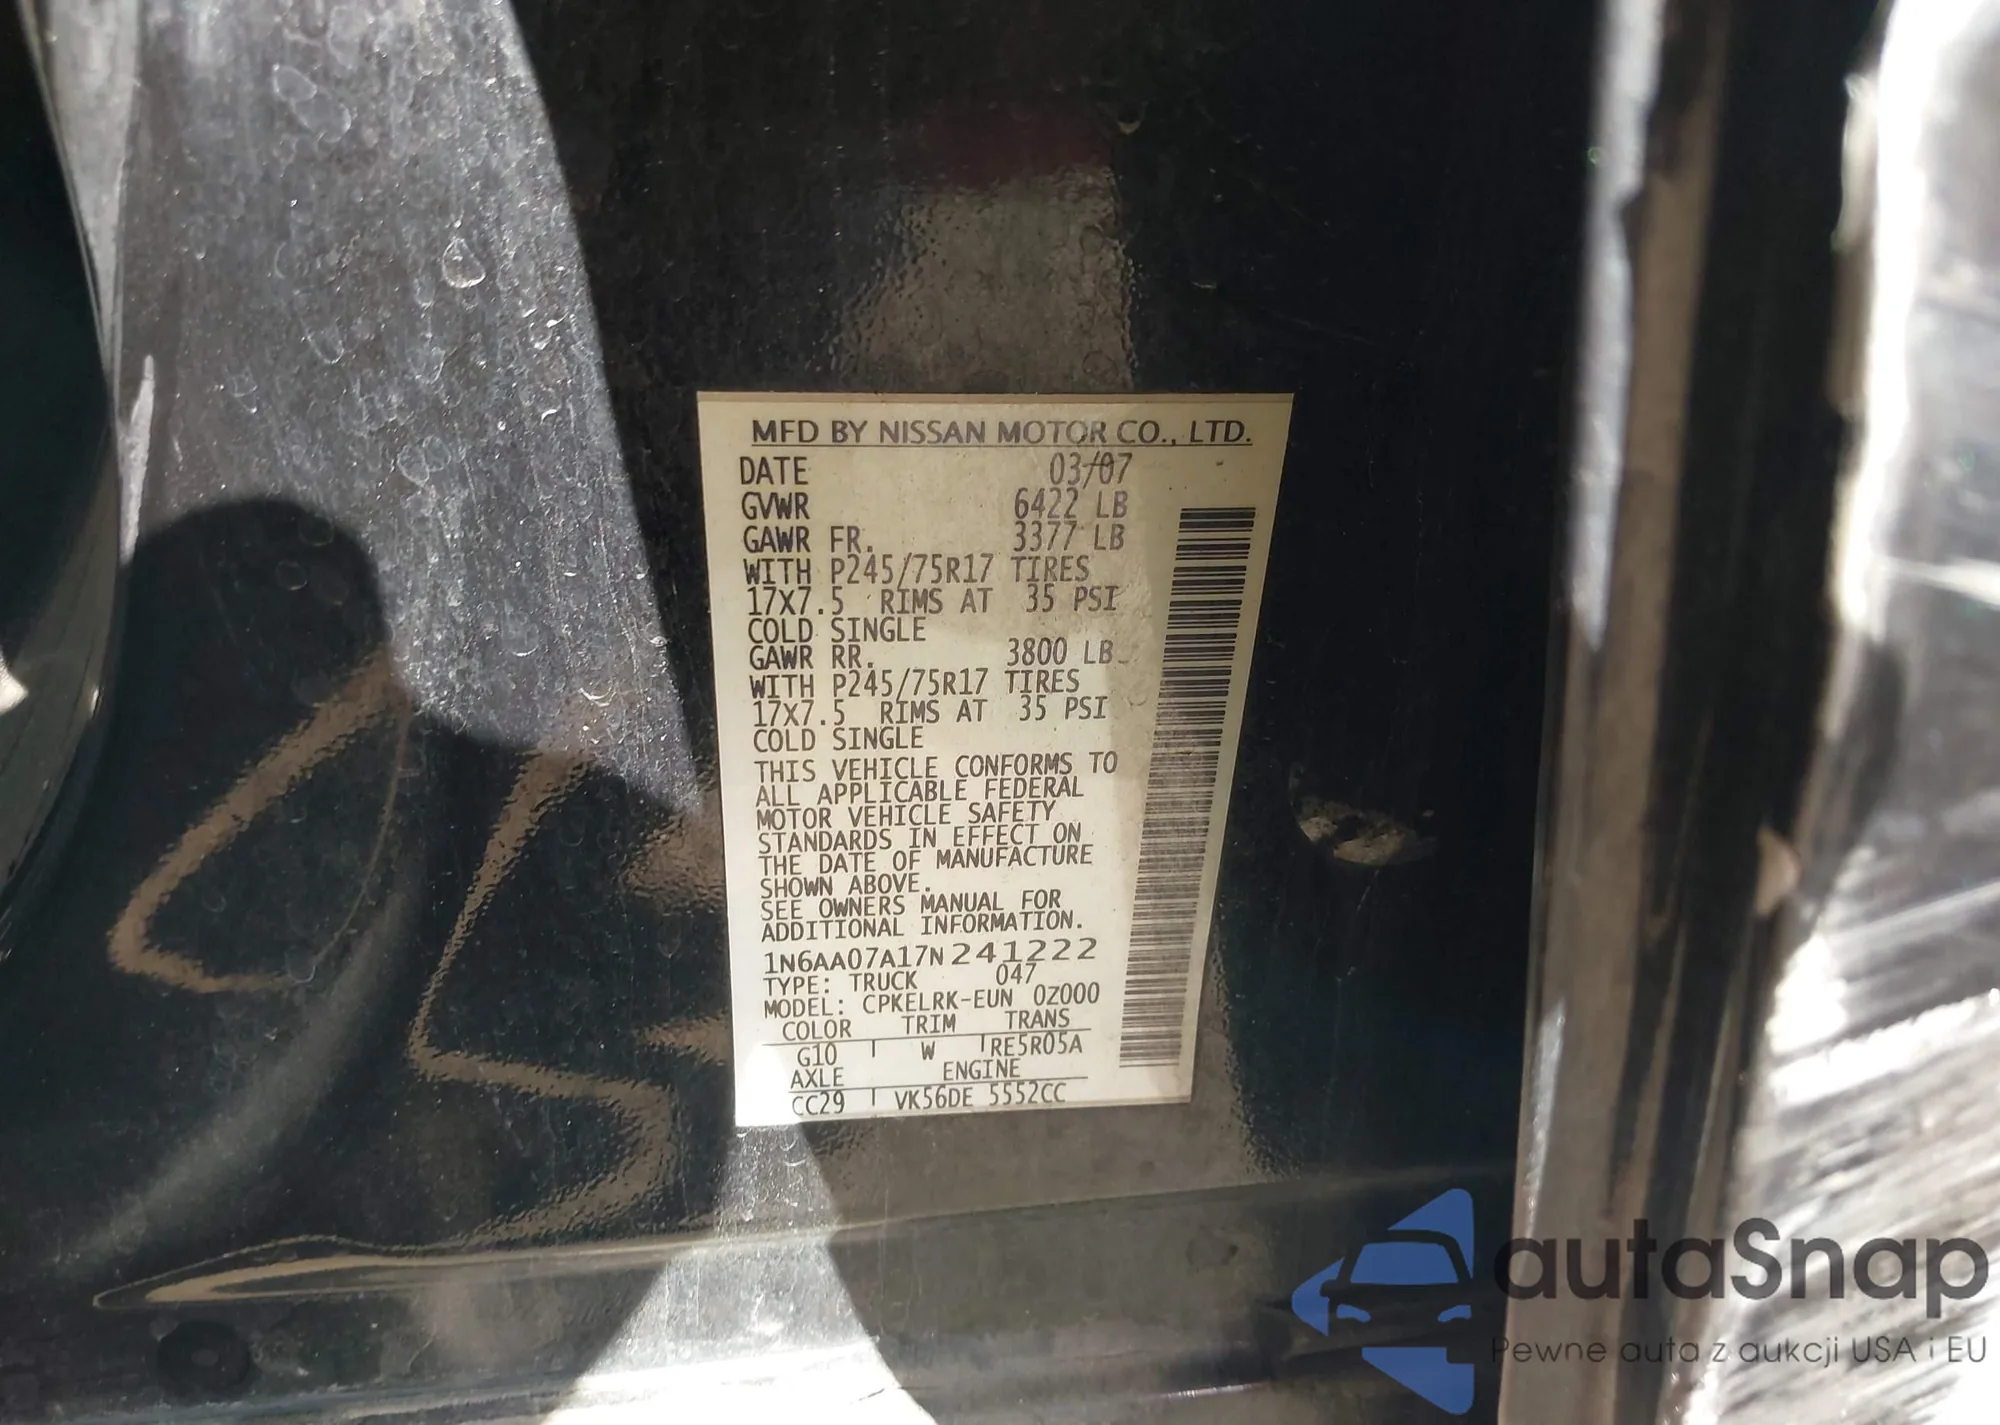 MFD BY NISSAN MOTOR CO., LTD.
DATE 03/07
GVWR 6422 LB
GAWR FR. 3377 LB
WITH P245/75R17 TIRES
17X7.5 RIMS AT 35 PSI
COLD SINGLE
GAWR RR. 3800 LB
WITH P245/75R17 TIRES
17X7.5 RIMS AT 35 PSI
COLD SINGLE
THIS VEHICLE CONFORMS TO
ALL APPLICABLE FEDERAL
MOTOR VEHICLE SAFETY
STANDARDS IN EFFECT ON
THE DATE OF MANUFACTURE
SHOWN ABOVE.
SEE OWNERS MANUAL FOR
ADDITIONAL INFORMATION.
1N6AA07A17N241222
TYPE: TRUCK 047
MODEL: CPKELRK-EUN 0Z000
COLOR TRIM TRANS
G10 W RE5R05A
AXLE ENGINE
CC29 VK56DE 5552CC
autaSnap
Pewne auta z aukcji USA i EU